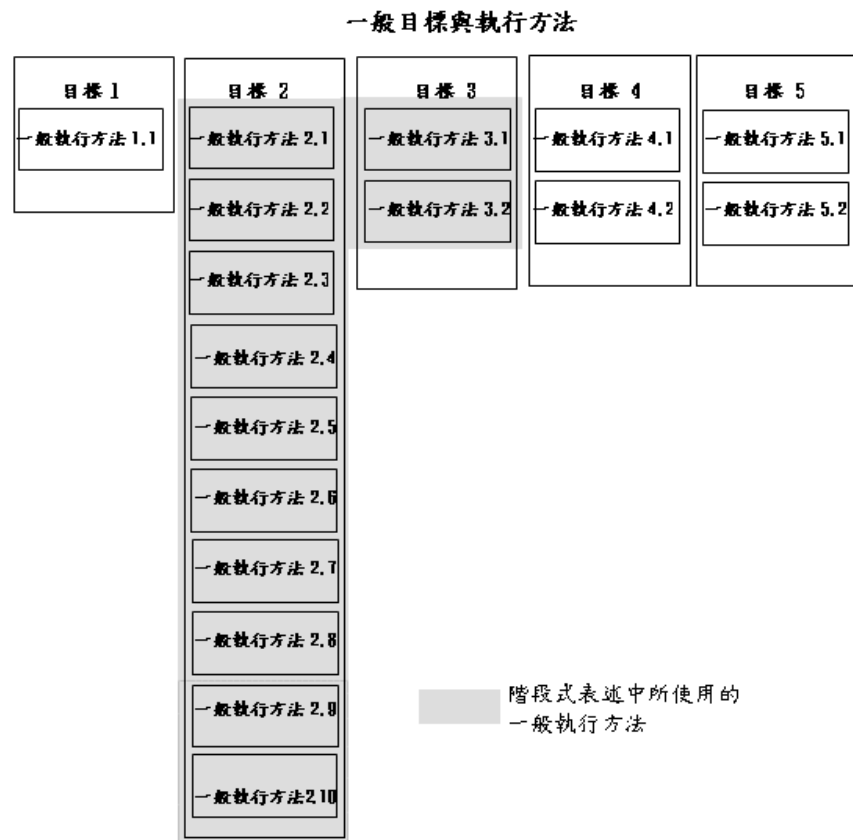 一般目標與執行方法
目標 1
一般執行方法 1.1
目標 2
一般執行方法 2.1
一般執行方法 2.2
一般執行方法 2.3
一般執行方法 2.4
一般執行方法 2.5
一般執行方法 2.6
一般執行方法 2.7
一般執行方法 2.8
一般執行方法 2.9
一般執行方法2.10
目標 3
一般執行方法 3.1
一般執行方法 3.2
目標 4
一般執行方法 4.1
一般執行方法 4.2
目標 5
一般執行方法 5.1
一般執行方法 5.2
階段式表述中所使用的
一般執行方法